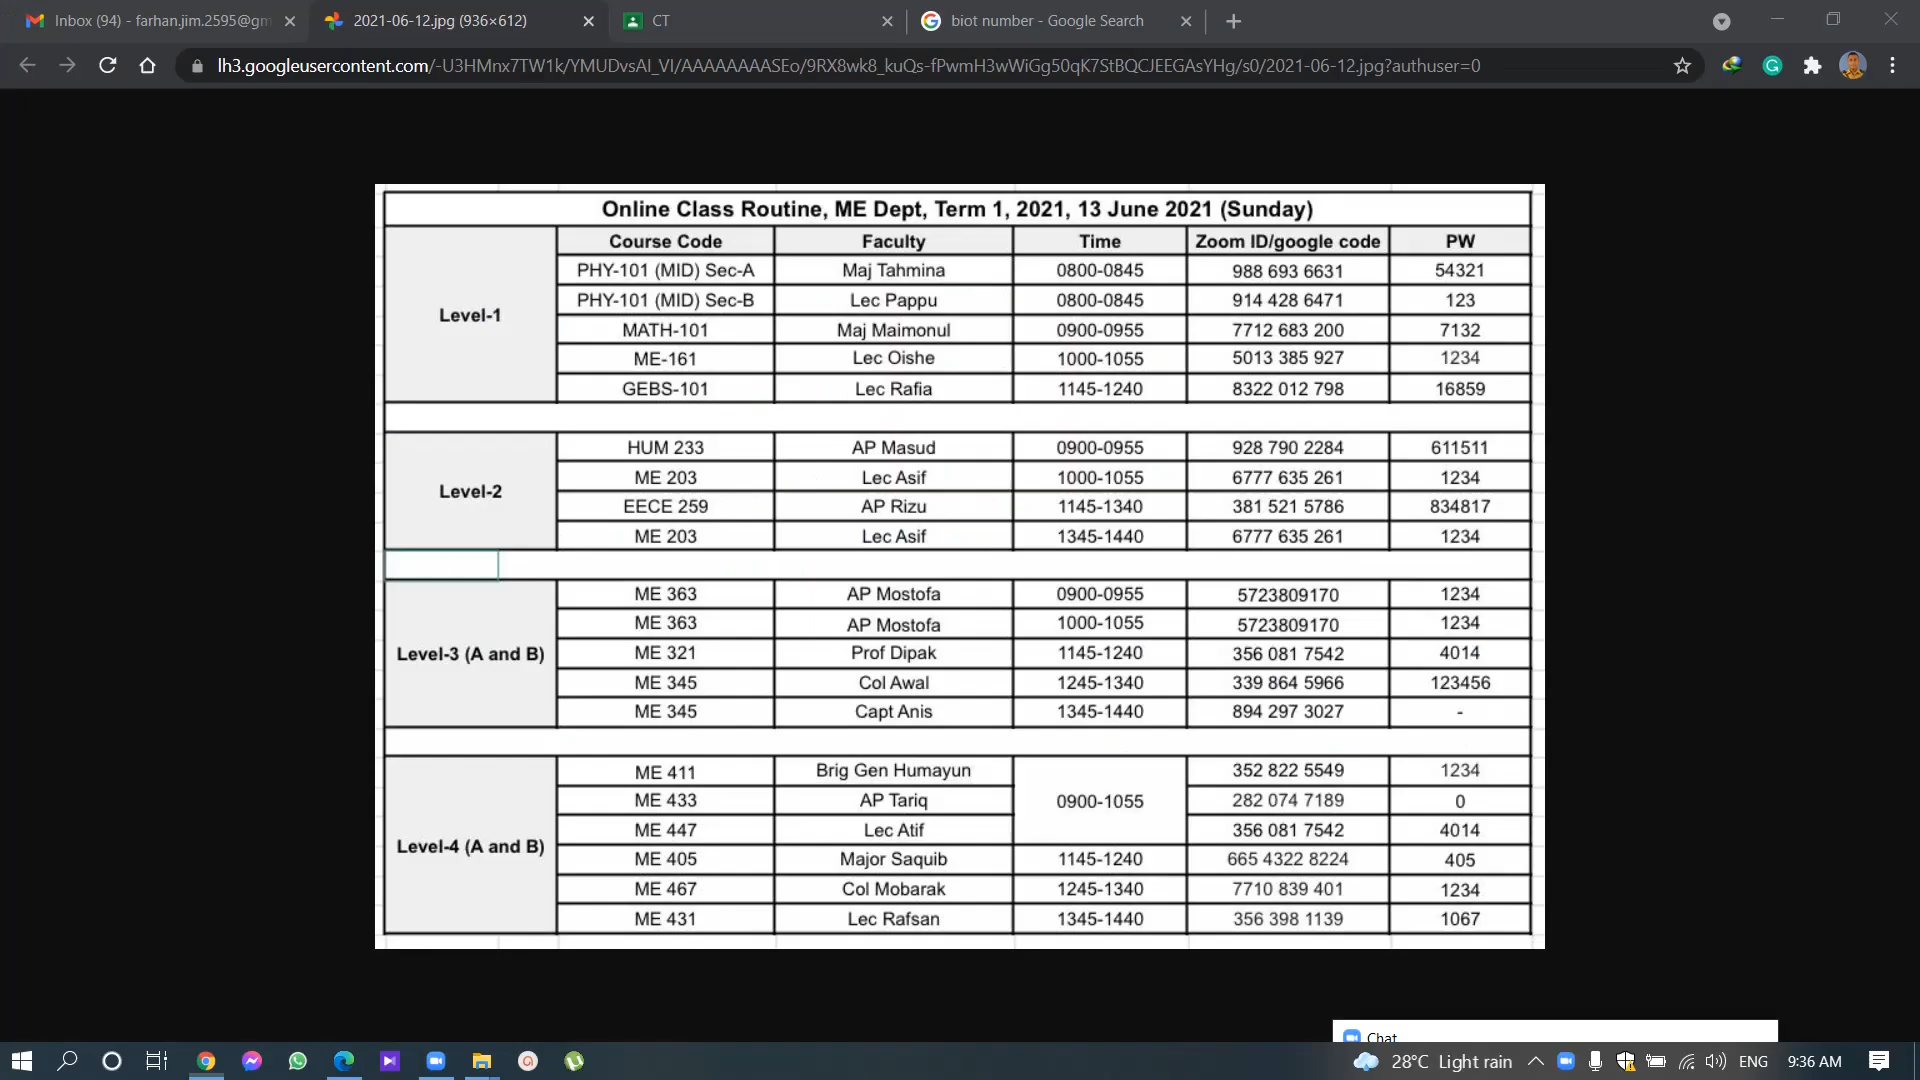 Inbox (94) - farhan.jim.2595@gm
2021-06-12.jpg (936×612)
CT
biot number - Google Search
lh3.googleusercontent.com/-U3HMnx7TW1k/YMUDvsAI_VI/AAAAAAAASEo/9RX8wk8_kuQs-fPwmH3wWiGg50qK7StBQCJEEGAsYHg/s0/2021-06-12.jpg?authuser=0
Online Class Routine, ME Dept, Term 1, 2021, 13 June 2021 (Sunday)
Course Code Faculty Time Zoom ID/google code PW
Level-1
PHY-101 (MID) Sec-A Maj Tahmina 0800-0845 988 693 6631 54321
PHY-101 (MID) Sec-B Lec Pappu 0800-0845 914 428 6471 123
MATH-101 Maj Maimonul 0900-0955 7712 683 200 7132
ME-161 Lec Oishe 1000-1055 5013 385 927 1234
GEBS-101 Lec Rafia 1145-1240 8322 012 798 16859
Level-2
HUM 233 AP Masud 0900-0955 928 790 2284 611511
ME 203 Lec Asif 1000-1055 6777 635 261 1234
EECE 259 AP Rizu 1145-1340 381 521 5786 834817
ME 203 Lec Asif 1345-1440 6777 635 261 1234
Level-3 (A and B)
ME 363 AP Mostofa 0900-0955 5723809170 1234
ME 363 AP Mostofa 1000-1055 5723809170 1234
ME 321 Prof Dipak 1145-1240 356 081 7542 4014
ME 345 Col Awal 1245-1340 339 864 5966 123456
ME 345 Capt Anis 1345-1440 894 297 3027 -
Level-4 (A and B)
ME 411 Brig Gen Humayun 352 822 5549 1234
ME 433 AP Tariq 0900-1055 282 074 7189 0
ME 447 Lec Atif 356 081 7542 4014
ME 405 Major Saquib 1145-1240 665 4322 8224 405
ME 467 Col Mobarak 1245-1340 7710 839 401 1234
ME 431 Lec Rafsan 1345-1440 356 398 1139 1067
Chat
28°C Light rain ENG 9:36 AM